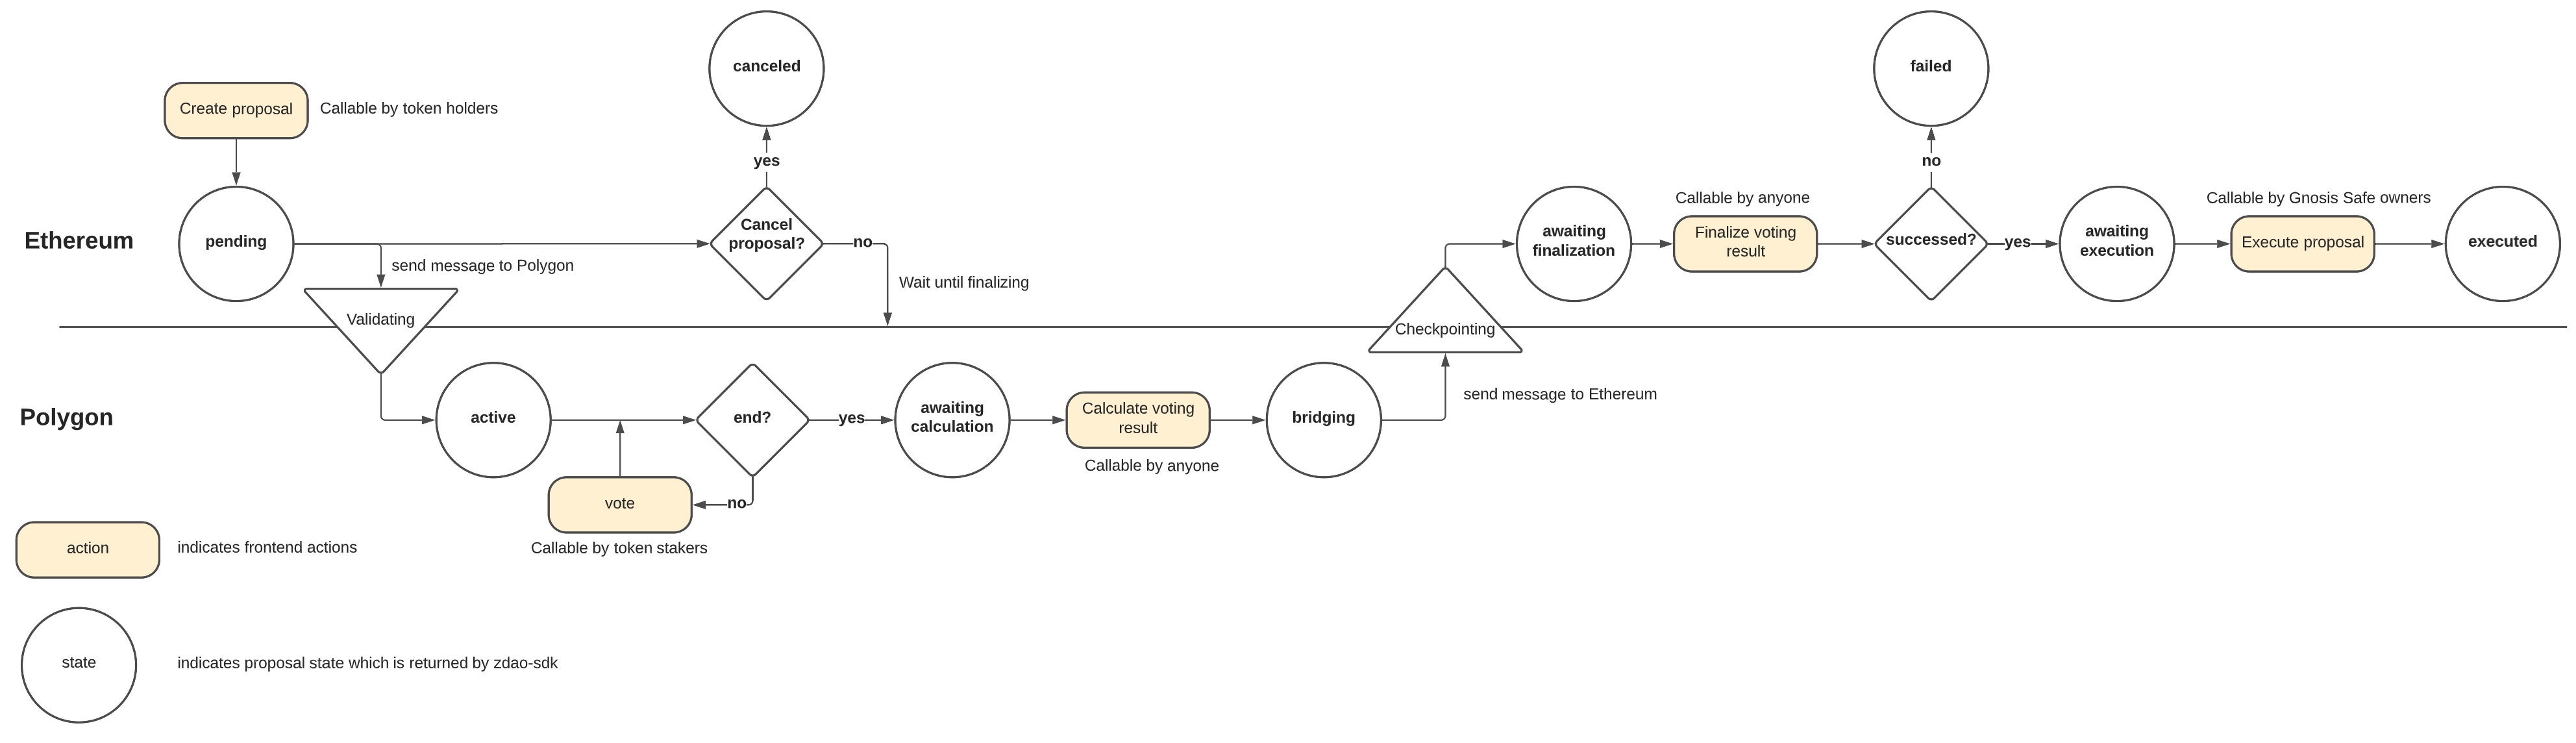 canceled
failed
Create proposal
Callable by token holders
yes
no
Ethereum
pending
send message to Polygon
Cancel
proposal?
no
Wait until finalizing
awaiting
finalization
Callable by anyone
Finalize voting
result
successed?
yes
awaiting
execution
Callable by Gnosis Safe owners
Execute proposal
executed
Validating
Checkpointing
Polygon
active
end?
yes
awaiting
calculation
Calculate voting
result
Callable by anyone
bridging
send message to Ethereum
vote
no
Callable by token stakers
action
indicates frontend actions
state
indicates proposal state which is returned by zdao-sdk